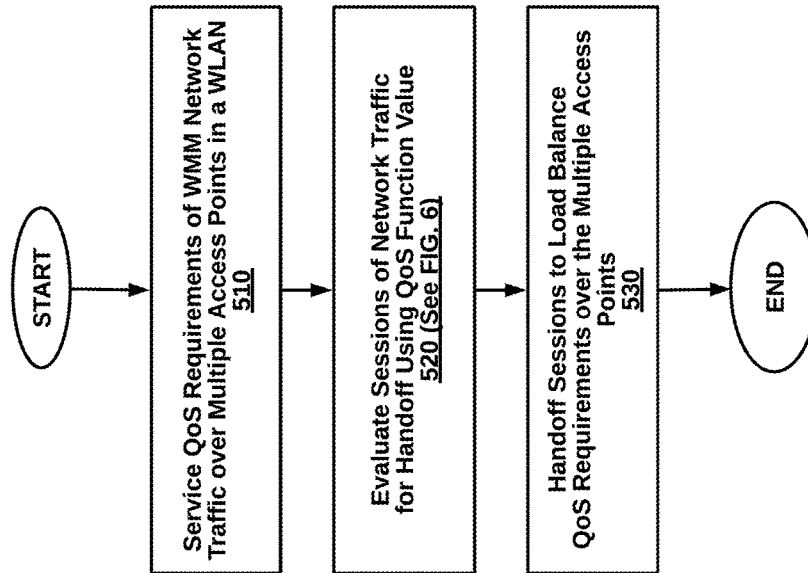 START
Service QoS Requirements of WMM Network
Traffic over Multiple Access Points in a WLAN
510
Evaluate Sessions of Network Traffic
for Handoff Using QoS Function Value
520 (See FIG. 6)
Handoff Sessions to Load Balance
QoS Requirements over the Multiple Access
Points
530
END